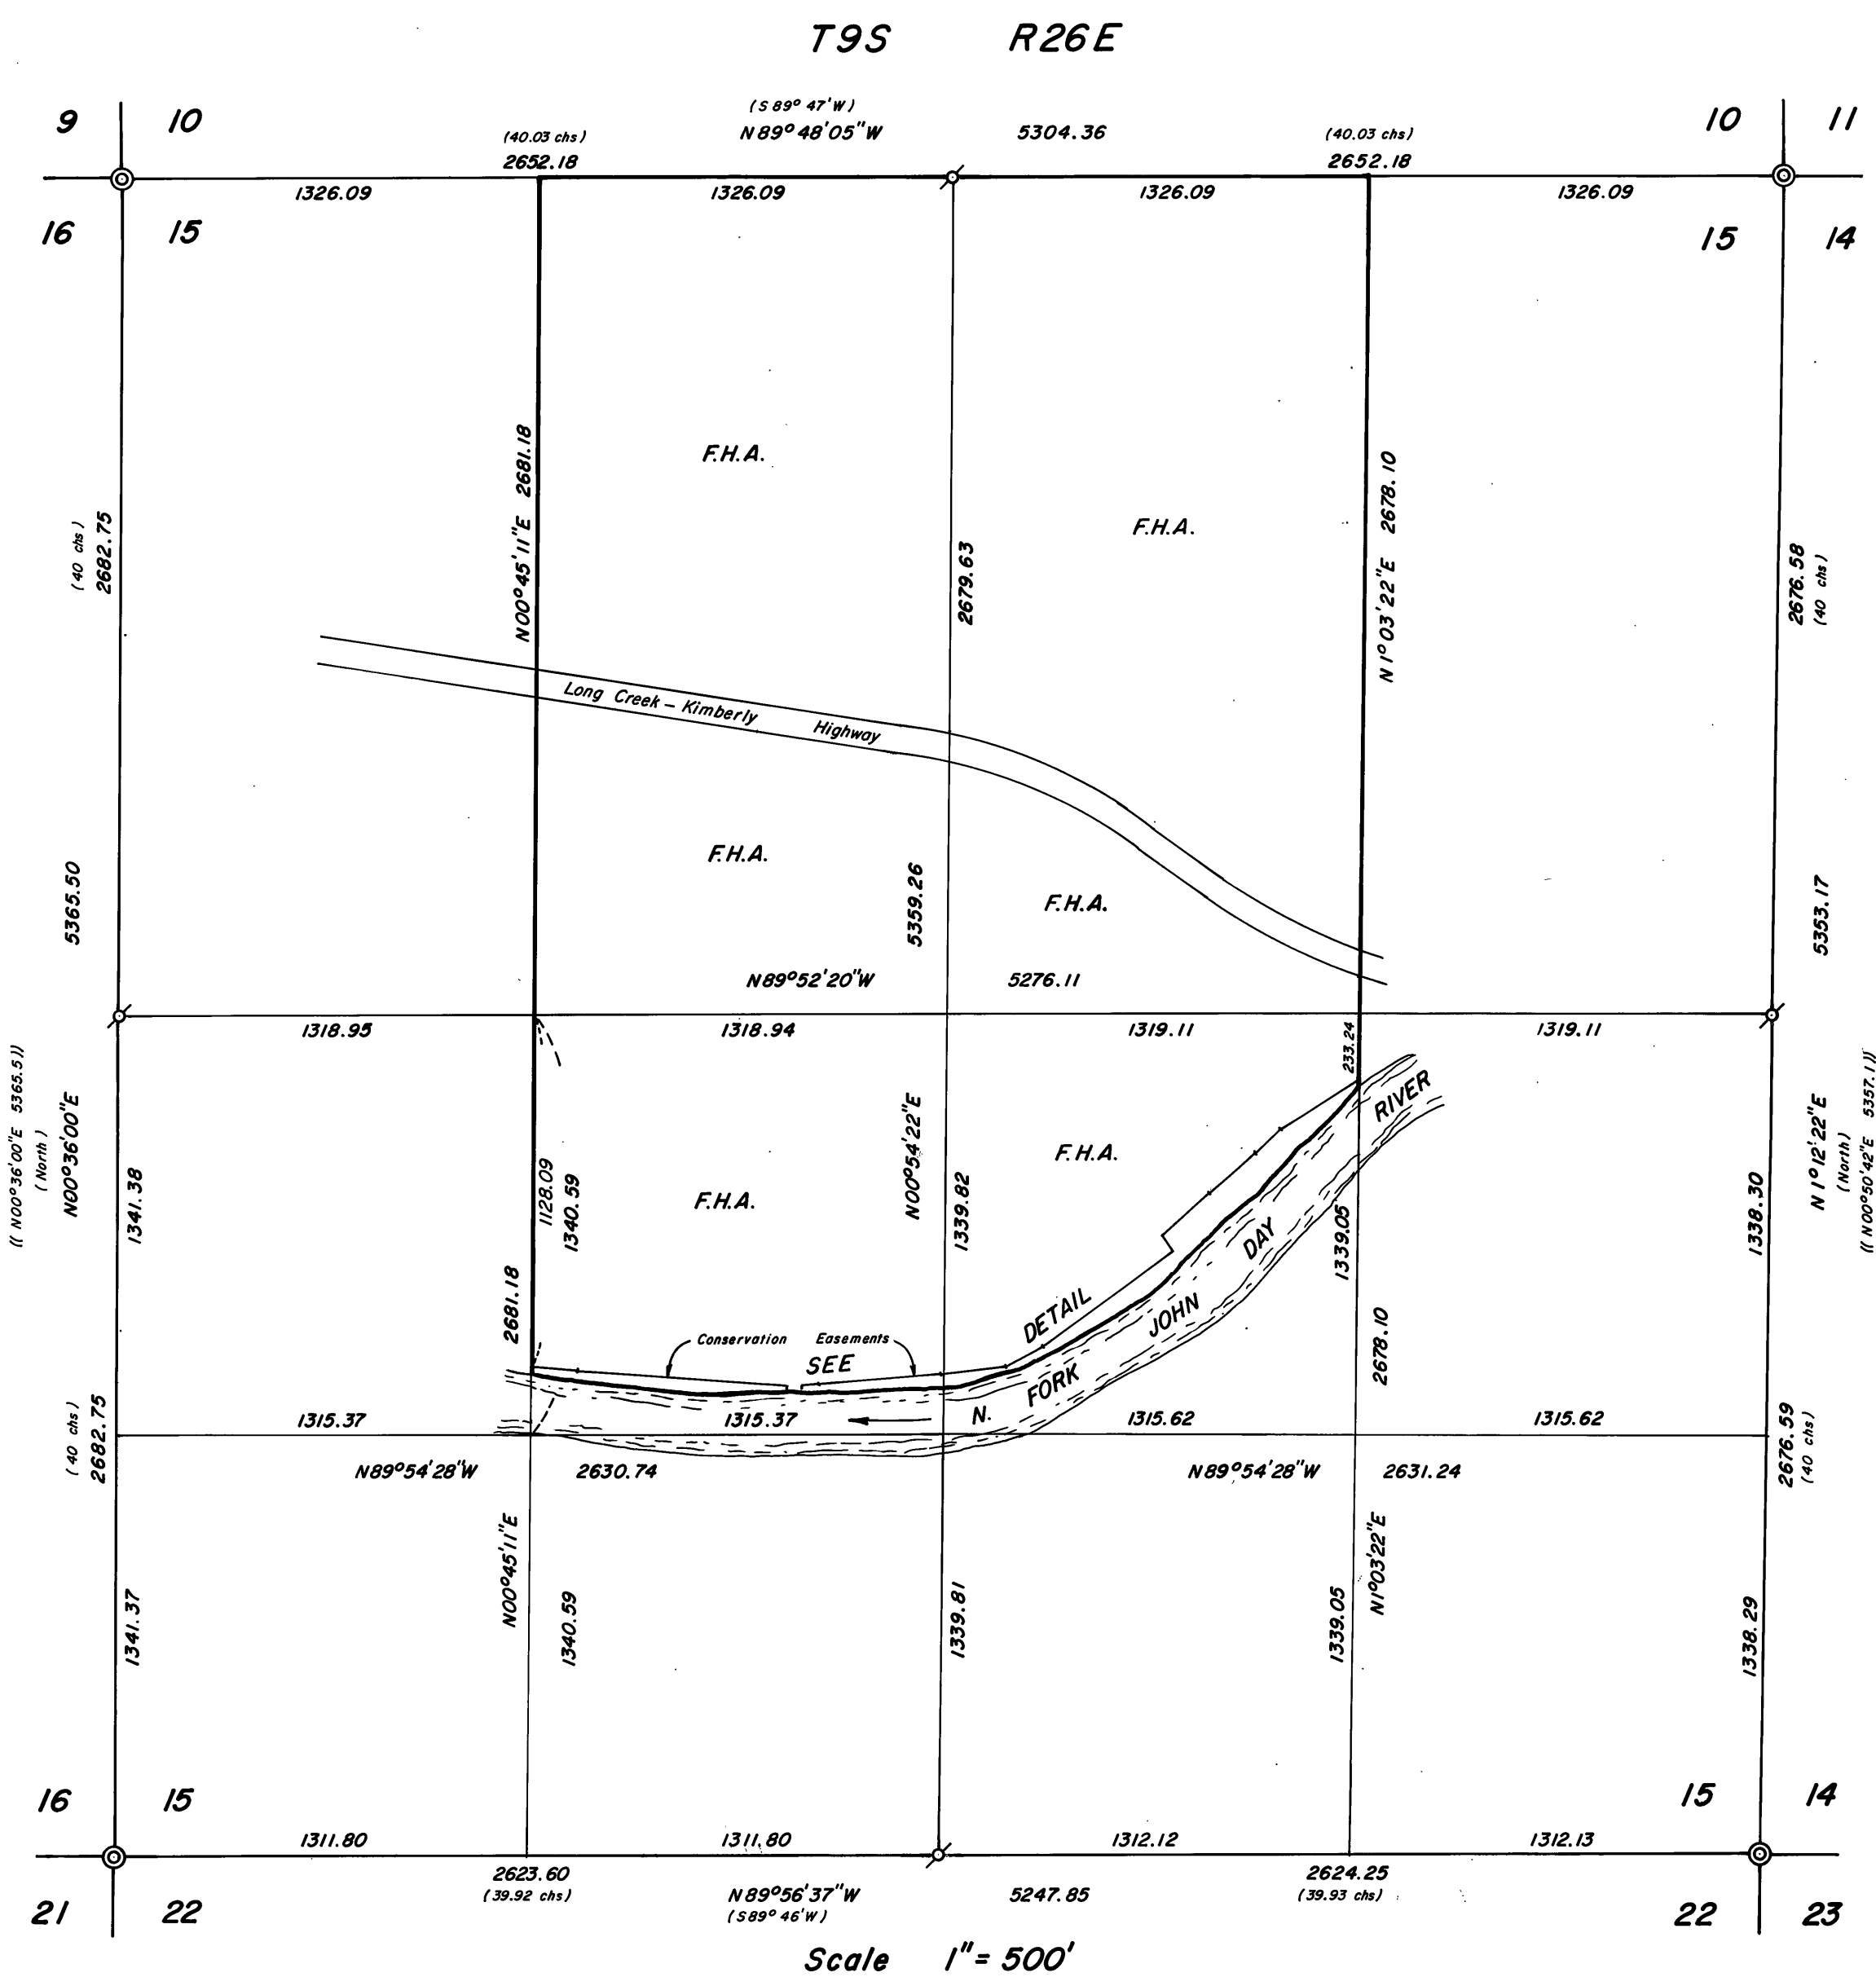 T9S R26E
(S 89° 47' W)
9 10 (40.03 chs) N 89° 48' 05" W 5304.36 (40.03 chs) 10 11
2652.18 2652.18
1326.09 1326.09 1326.09 1326.09
16 15 15 14
F.H.A.
F.H.A.
N00° 45' 11" E 2681.18
N 1° 03' 22" E 2678.10
(40 chs)
2682.75
2679.63
2676.58
(40 chs)
Long Creek – Kimberly Highway
F.H.A.
F.H.A.
5365.50
5359.26
5353.17
N 89° 52' 20" W 5276.11
1318.95 1318.94 1319.11 1319.11
233.24
(( N00° 36' 00" E 5365.5))
(North)
N00° 36' 00" E
1341.38
1128.09
1340.59
N00° 54' 22" E
1339.82
F.H.A.
F.H.A.
RIVER
DAY
JOHN
FORK
N.
1339.05
1338.30
N 1° 12' 22" E
(North)
(( N00° 50' 42" E 5357.1))
2681.18
Conservation Easements
SEE DETAIL
2678.10
(40 chs)
2682.75
1315.37 1315.37 1315.62 1315.62
2676.59
(40 chs)
N 89° 54' 28" W 2630.74 N 89° 54' 28" W 2631.24
N00° 45' 11" E
N 1° 03' 22" E
1341.37
1340.59
1339.81
1339.05
1338.29
16 15 15 14
1311.80 1311.80 1312.12 1312.13
2623.60 2624.25
(39.92 chs) N 89° 56' 37" W 5247.85 (39.93 chs)
21 22 (S 89° 46' W) 22 23
Scale 1" = 500'